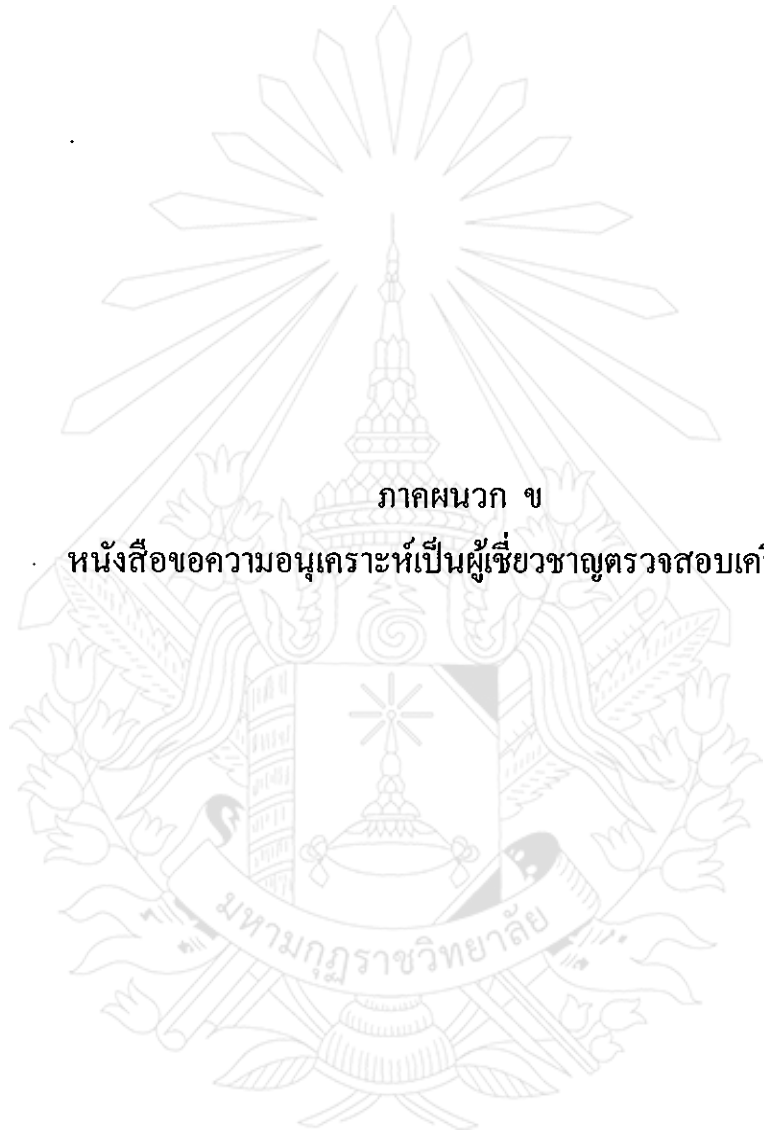 ภาคผนวก ข
หนังสือขอความอนุเคราะห์เป็นผู้เชี่ยวชาญตรวจสอบ
มหามกุฏราชวิทยาลัย